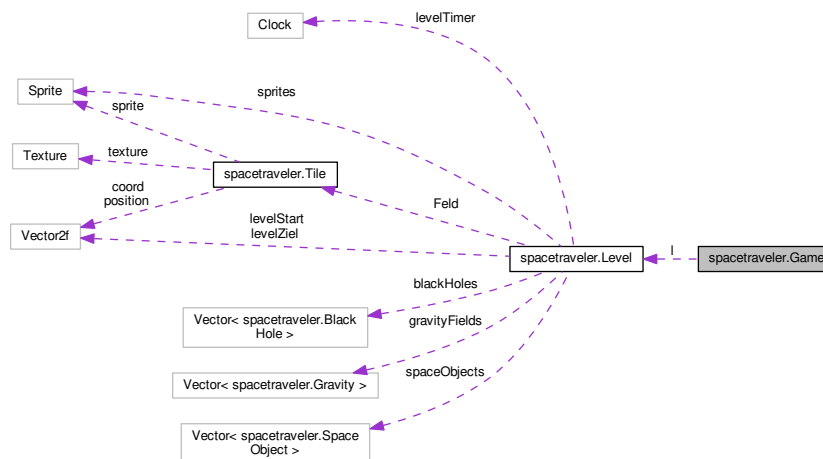 levelTimer
Clock
Sprite
sprites
sprite
Texture
texture
spacetraveler.Tile
coord
position
Feld
Vector2f
levelStart
levelZiel
l
spacetraveler.Level
spacetraveler.Game
blackHoles
Vector< spacetraveler.Black
Hole >
gravityFields
spaceObjects
Vector< spacetraveler.Gravity >
Vector< spacetraveler.Space
Object >